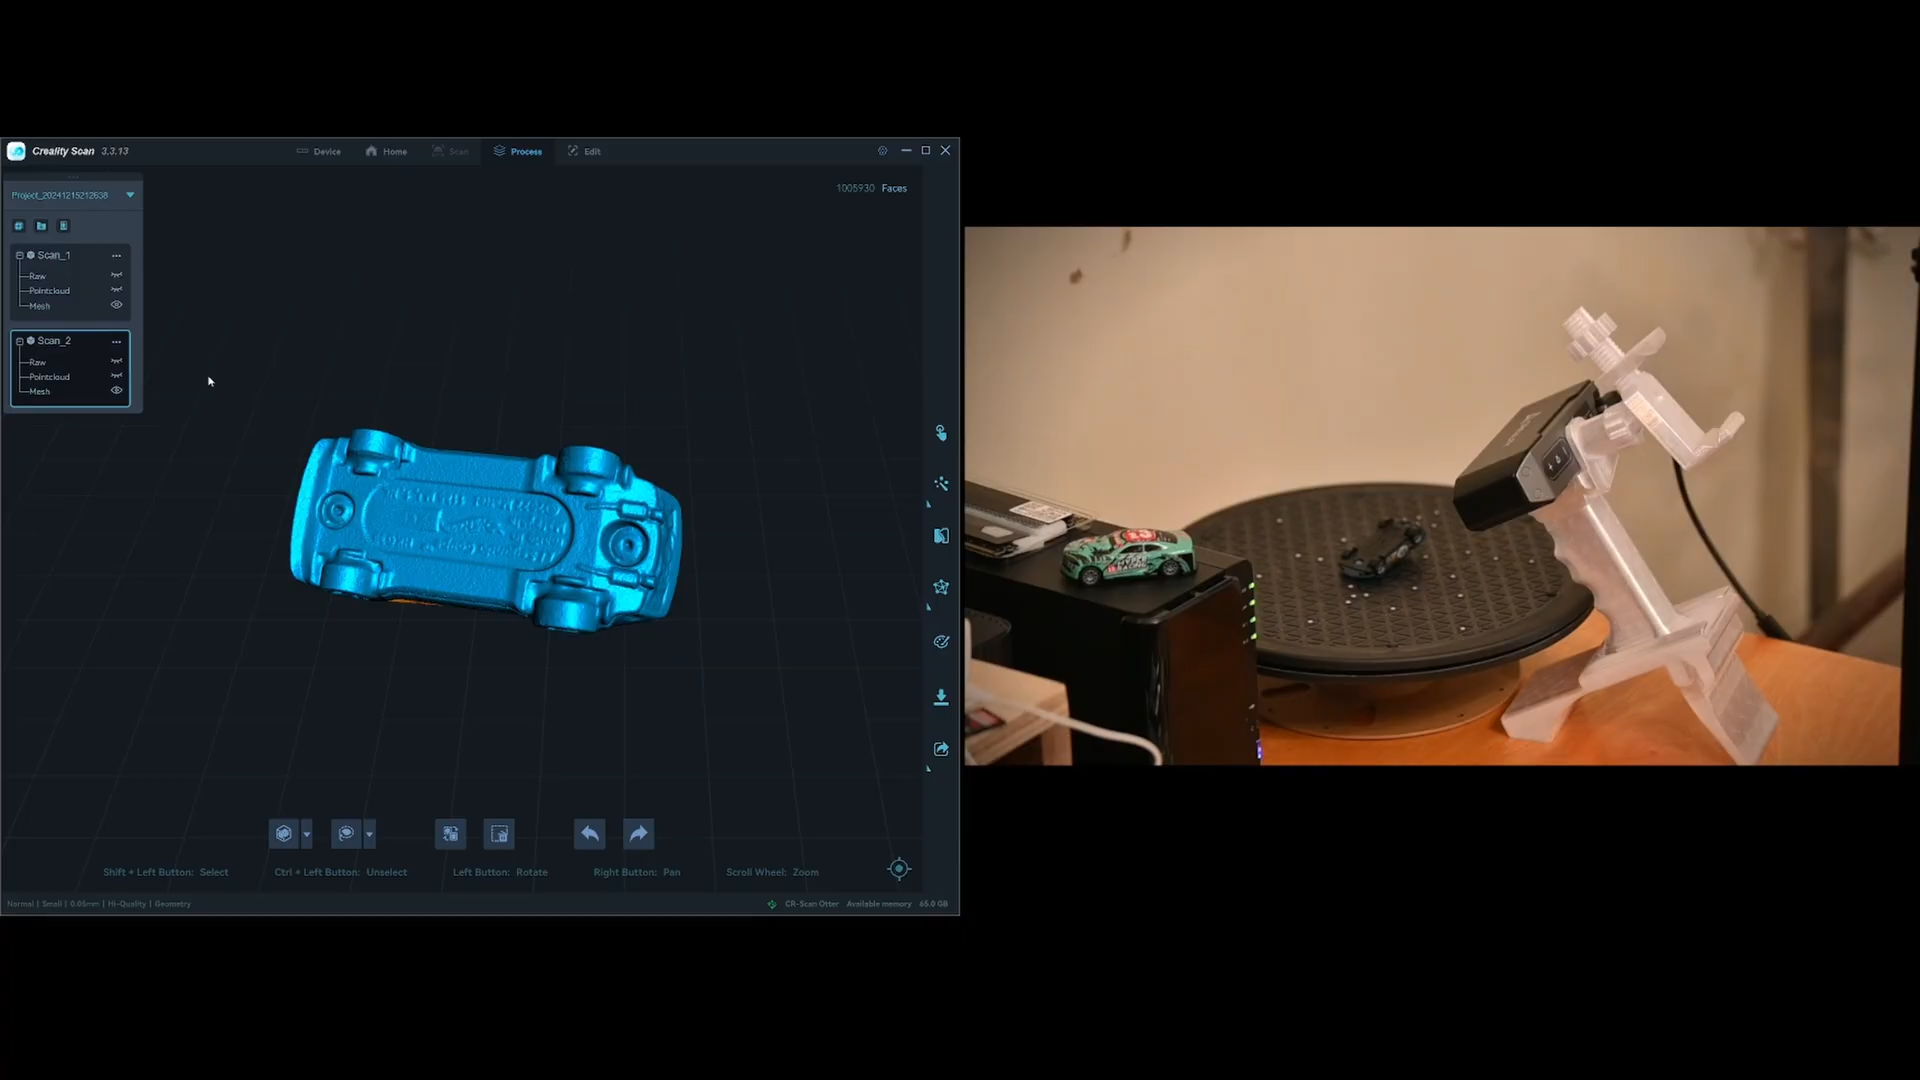 Creality Scan 3.3.13
Device
Home
Scan
Process
Edit
Project_20241215212638
1005930 Faces
Scan_1
Raw
Pointcloud
Mesh
Scan_2
Raw
Pointcloud
Mesh
Shift + Left Button: Select
Ctrl + Left Button: Unselect
Left Button: Rotate
Right Button: Pan
Scroll Wheel: Zoom
Normal | Small | 0.05mm | Hi-Quality | Geometry
CR-Scan Otter
Available memory 65.0 GB